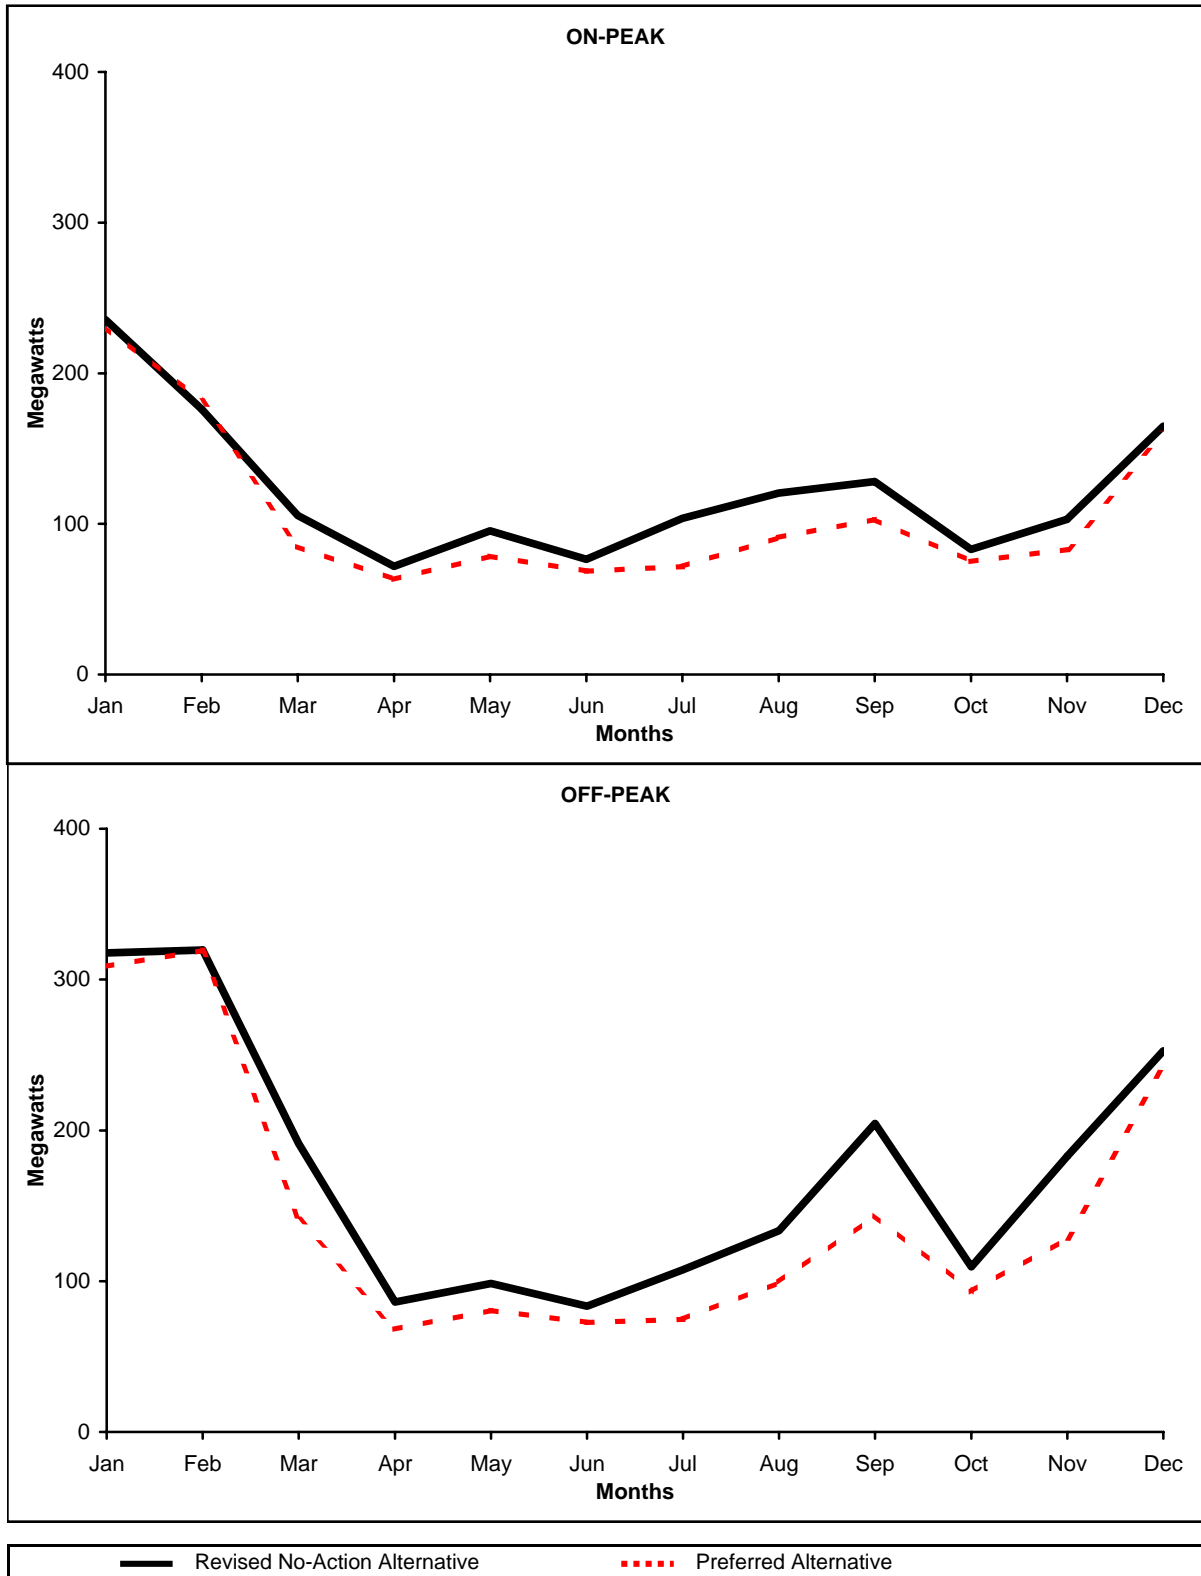 ON-PEAK
400
300
200
100
0
Megawatts
Jan Feb Mar Apr May Jun Jul Aug Sep Oct Nov Dec
Months
OFF-PEAK
400
300
200
100
0
Megawatts
Jan Feb Mar Apr May Jun Jul Aug Sep Oct Nov Dec
Months
Revised No-Action Alternative Preferred Alternative